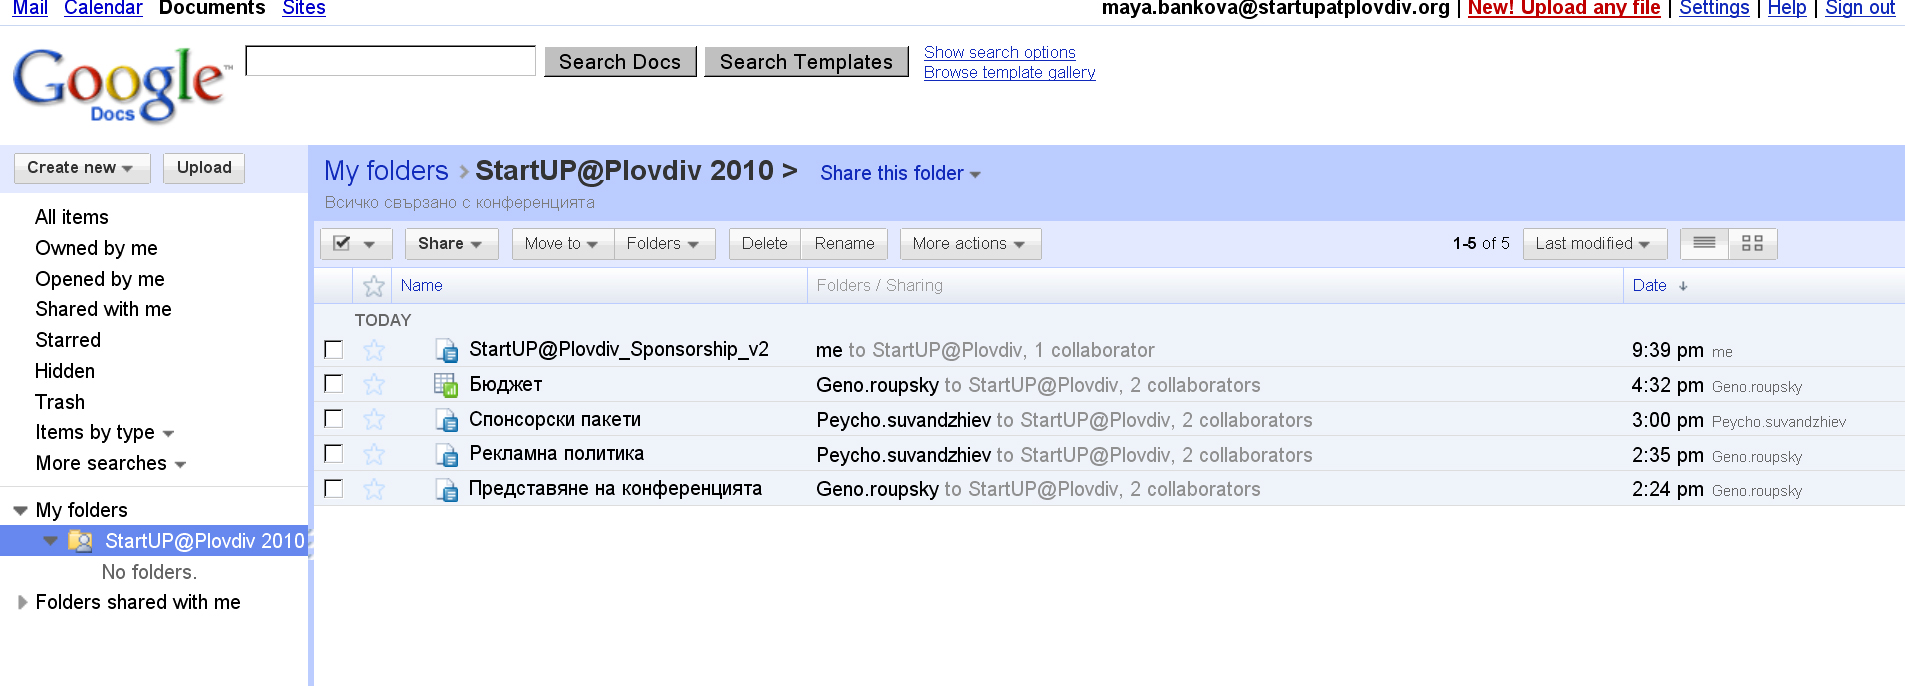 Mail Calendar Documents Sites
maya.bankova@startupatplovdiv.org | New! Upload any file | Settings | Help | Sign out
Google™ Docs
Search Docs Search Templates
Show search options
Browse template gallery
Create new Upload
All items
Owned by me
Opened by me
Shared with me
Starred
Hidden
Trash
Items by type
More searches
My folders
StartUP@Plovdiv 2010
No folders.
Folders shared with me
My folders › StartUP@Plovdiv 2010 > Share this folder
Всичко свързано с конференцията
Share Move to Folders Delete Rename More actions 1-5 of 5 Last modified
Name Folders / Sharing Date ↓
TODAY
StartUP@Plovdiv_Sponsorship_v2 me to StartUP@Plovdiv, 1 collaborator 9:39 pm me
Бюджет Geno.roupsky to StartUP@Plovdiv, 2 collaborators 4:32 pm Geno.roupsky
Спонсорски пакети Peycho.suvandzhiev to StartUP@Plovdiv, 2 collaborators 3:00 pm Peycho.suvandzhiev
Рекламна политика Peycho.suvandzhiev to StartUP@Plovdiv, 2 collaborators 2:35 pm Geno.roupsky
Представяне на конференцията Geno.roupsky to StartUP@Plovdiv, 2 collaborators 2:24 pm Geno.roupsky